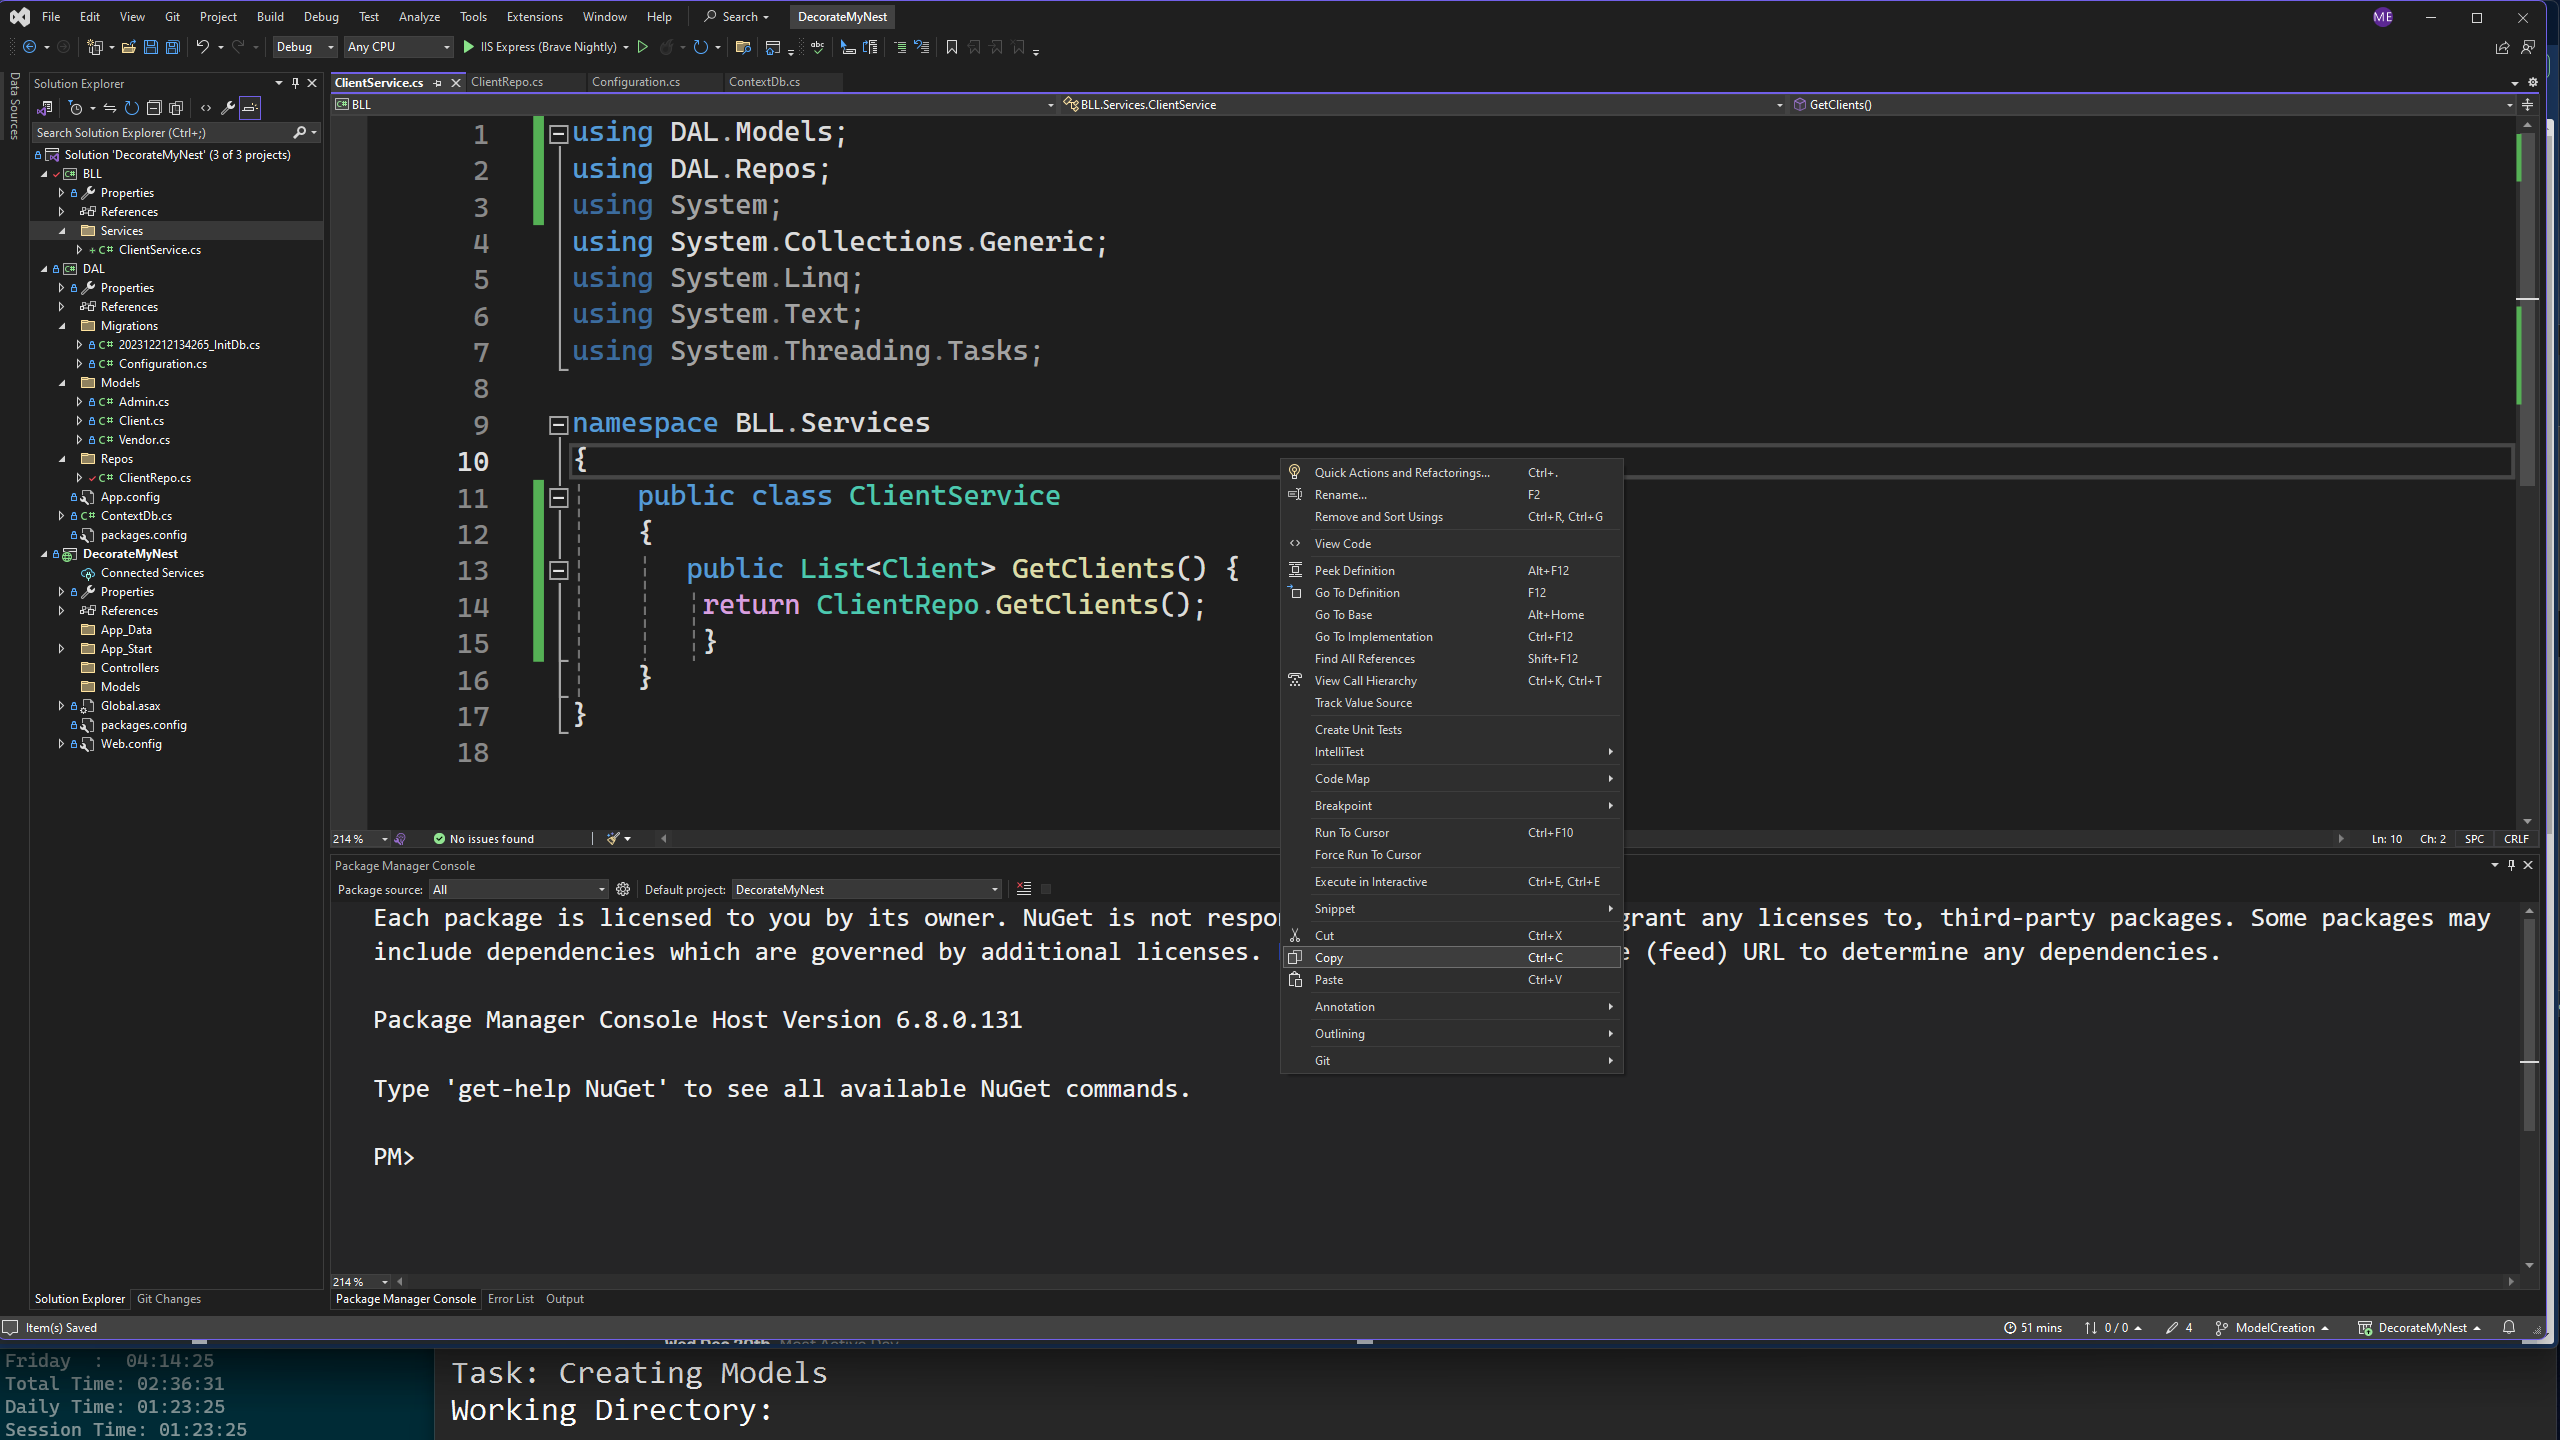 File Edit View Git Project Build Debug Test Analyze Tools Extensions Window Help Search DecorateMyNest ME
Debug Any CPU IIS Express (Brave Nightly)
Data Sources
Solution Explorer
Search Solution Explorer (Ctrl+;)
Solution 'DecorateMyNest' (3 of 3 projects)
BLL
Properties
References
Services
ClientService.cs
DAL
Properties
References
Migrations
202312212134265_InitDb.cs
Configuration.cs
Models
Admin.cs
Client.cs
Vendor.cs
Repos
ClientRepo.cs
App.config
ContextDb.cs
packages.config
DecorateMyNest
Connected Services
Properties
References
App_Data
App_Start
Controllers
Models
Global.asax
packages.config
Web.config
Solution Explorer Git Changes
ClientService.cs ClientRepo.cs Configuration.cs ContextDb.cs
BLL BLL.Services.ClientService GetClients()
1 using DAL.Models;
2 using DAL.Repos;
3 using System;
4 using System.Collections.Generic;
5 using System.Linq;
6 using System.Text;
7 using System.Threading.Tasks;
8
9 namespace BLL.Services
10 {
11 public class ClientService
12 {
13 public List<Client> GetClients() {
14 return ClientRepo.GetClients();
15 }
16 }
17 }
18
214 % No issues found Ln: 10 Ch: 2 SPC CRLF
Quick Actions and Refactorings... Ctrl+.
Rename... F2
Remove and Sort Usings Ctrl+R, Ctrl+G
View Code
Peek Definition Alt+F12
Go To Definition F12
Go To Base Alt+Home
Go To Implementation Ctrl+F12
Find All References Shift+F12
View Call Hierarchy Ctrl+K, Ctrl+T
Track Value Source
Create Unit Tests
IntelliTest
Code Map
Breakpoint
Run To Cursor Ctrl+F10
Force Run To Cursor
Execute in Interactive Ctrl+E, Ctrl+E
Snippet
Cut Ctrl+X
Copy Ctrl+C
Paste Ctrl+V
Annotation
Outlining
Git
Package Manager Console
Package source: All Default project: DecorateMyNest
Each package is licensed to you by its owner. NuGet is not respon grant any licenses to, third-party packages. Some packages may
include dependencies which are governed by additional licenses. (feed) URL to determine any dependencies.
Package Manager Console Host Version 6.8.0.131
Type 'get-help NuGet' to see all available NuGet commands.
PM>
214 %
Package Manager Console Error List Output
Item(s) Saved 51 mins 0 / 0 4 ModelCreation DecorateMyNest
Friday : 04:14:25
Total Time: 02:36:31
Daily Time: 01:23:25
Session Time: 01:23:25
Task: Creating Models
Working Directory: